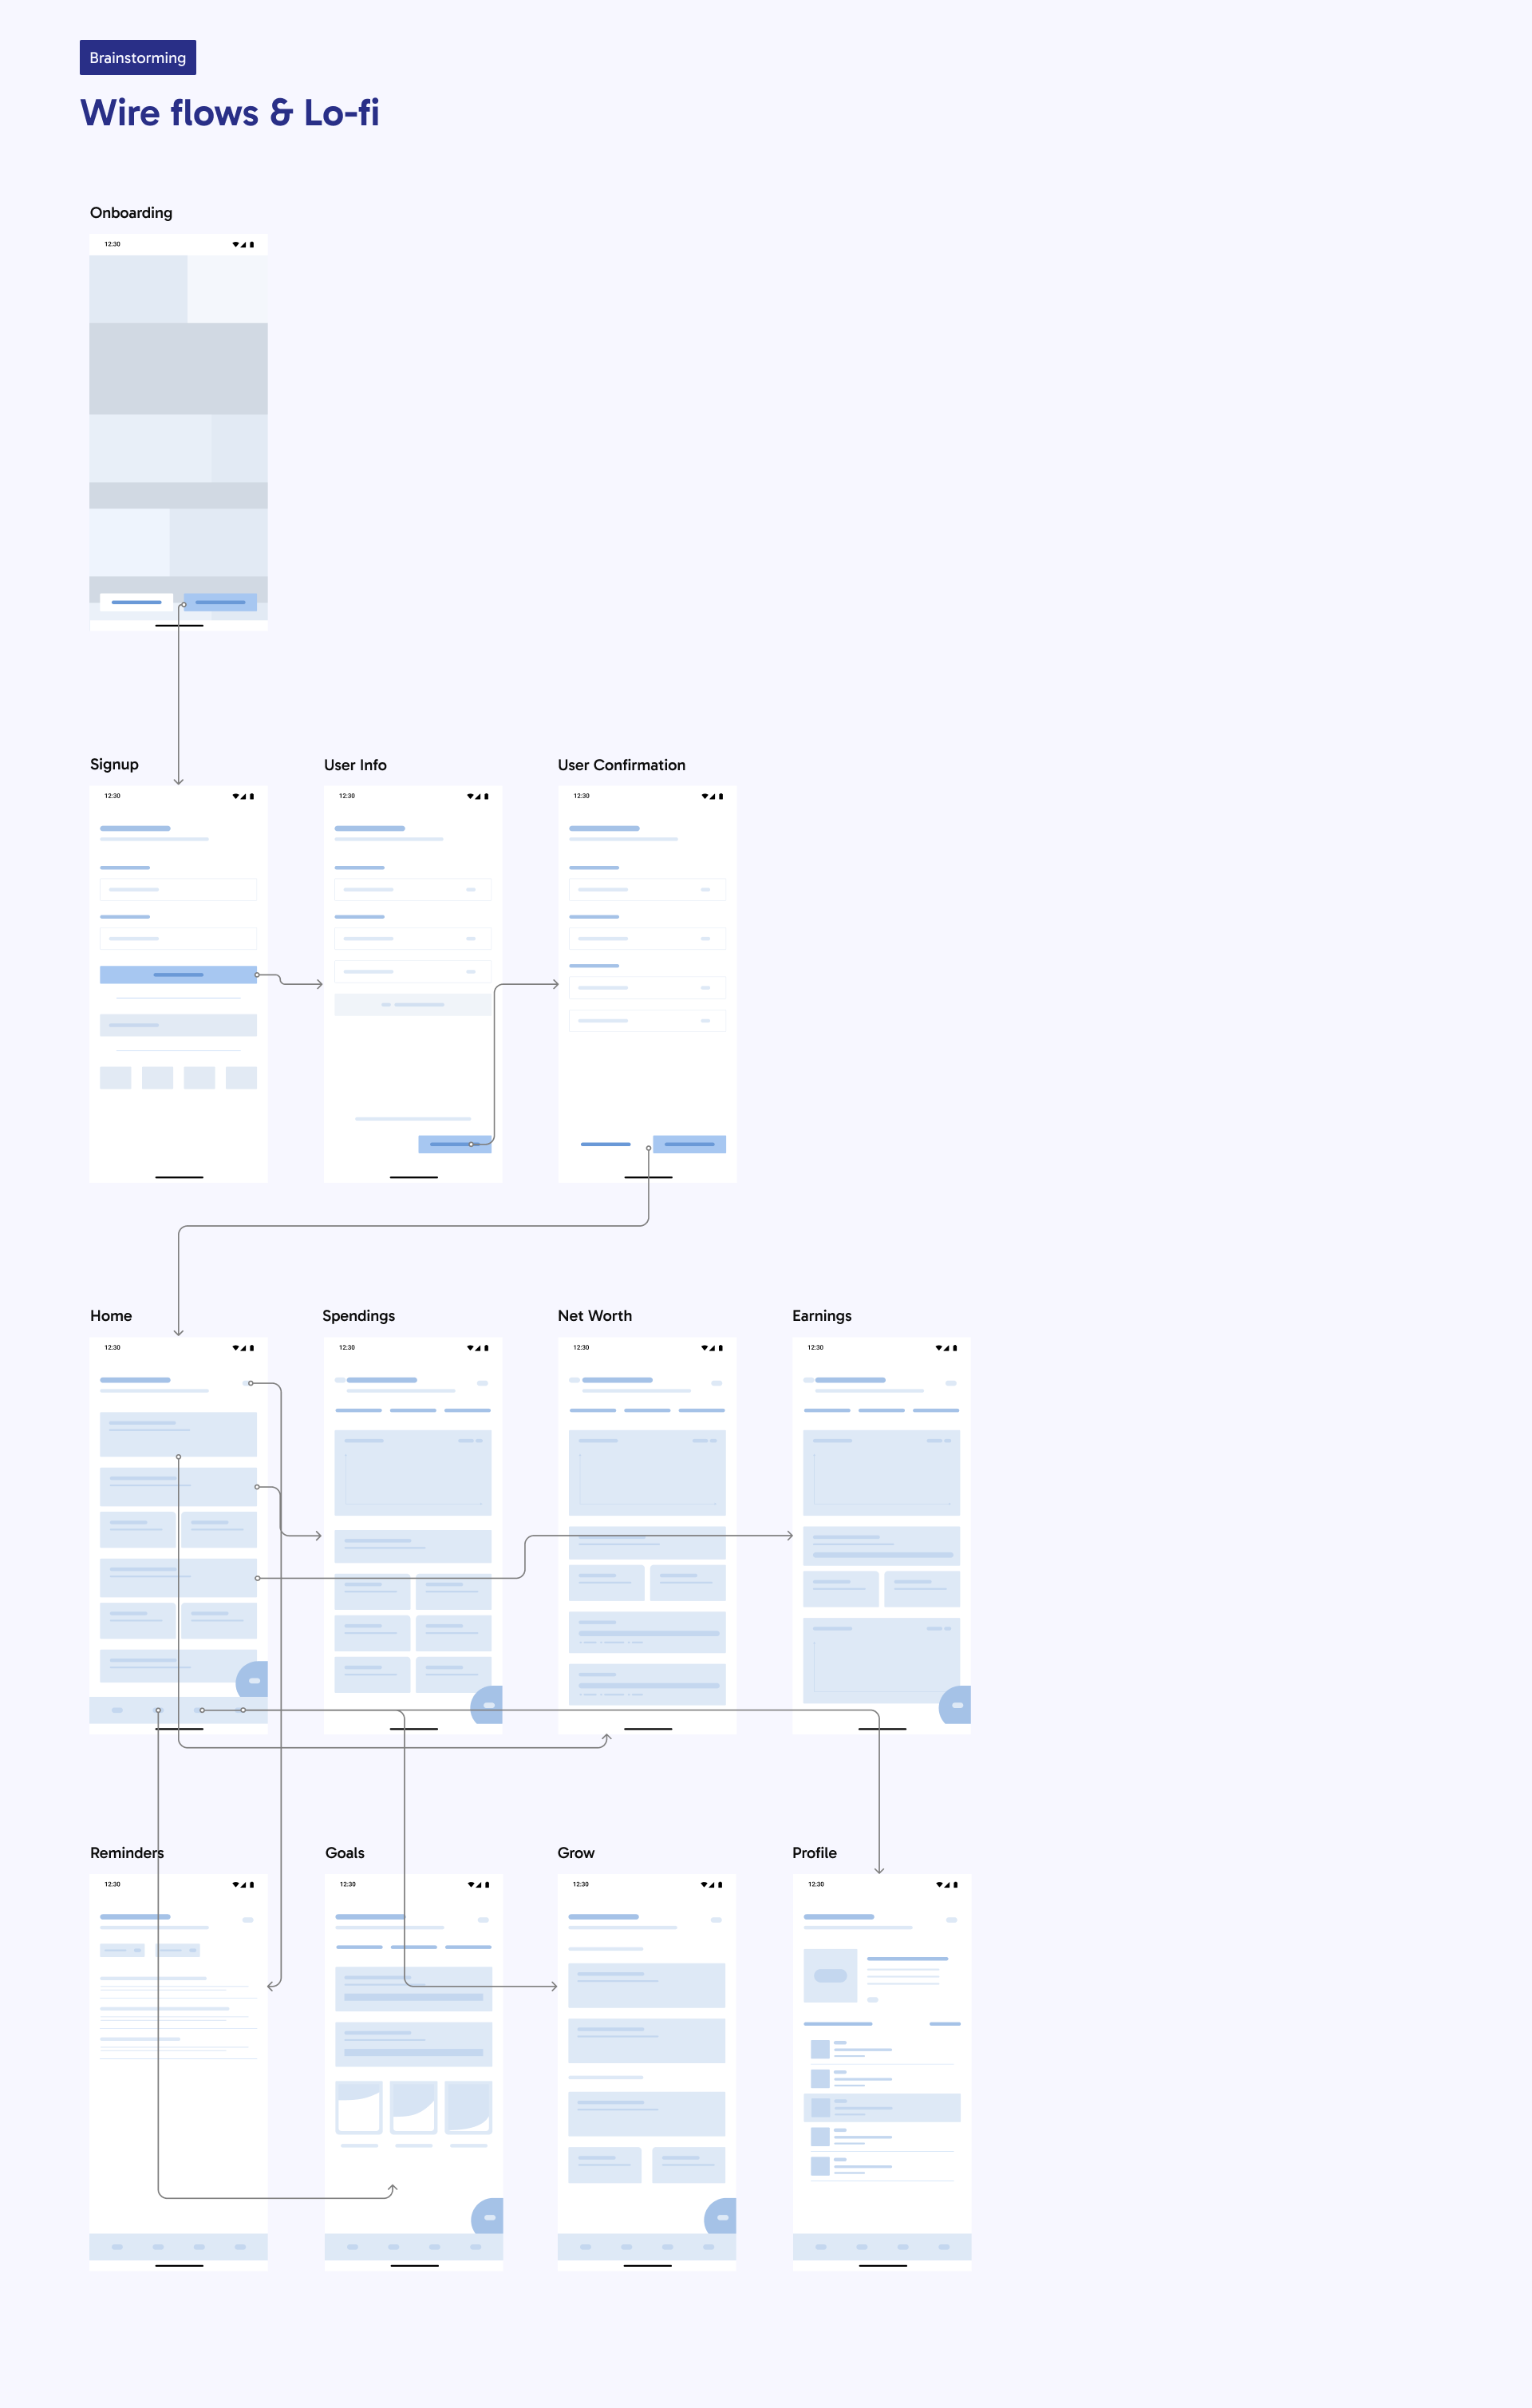 Brainstorming
Wire flows & Lo-fi
Onboarding
12:30
Signup
User Info
User Confirmation
12:30
12:30
12:30
Home
Spendings
Net Worth
Earnings
12:30
12:30
12:30
12:30
Reminders
Goals
Grow
Profile
12:30
12:30
12:30
12:30